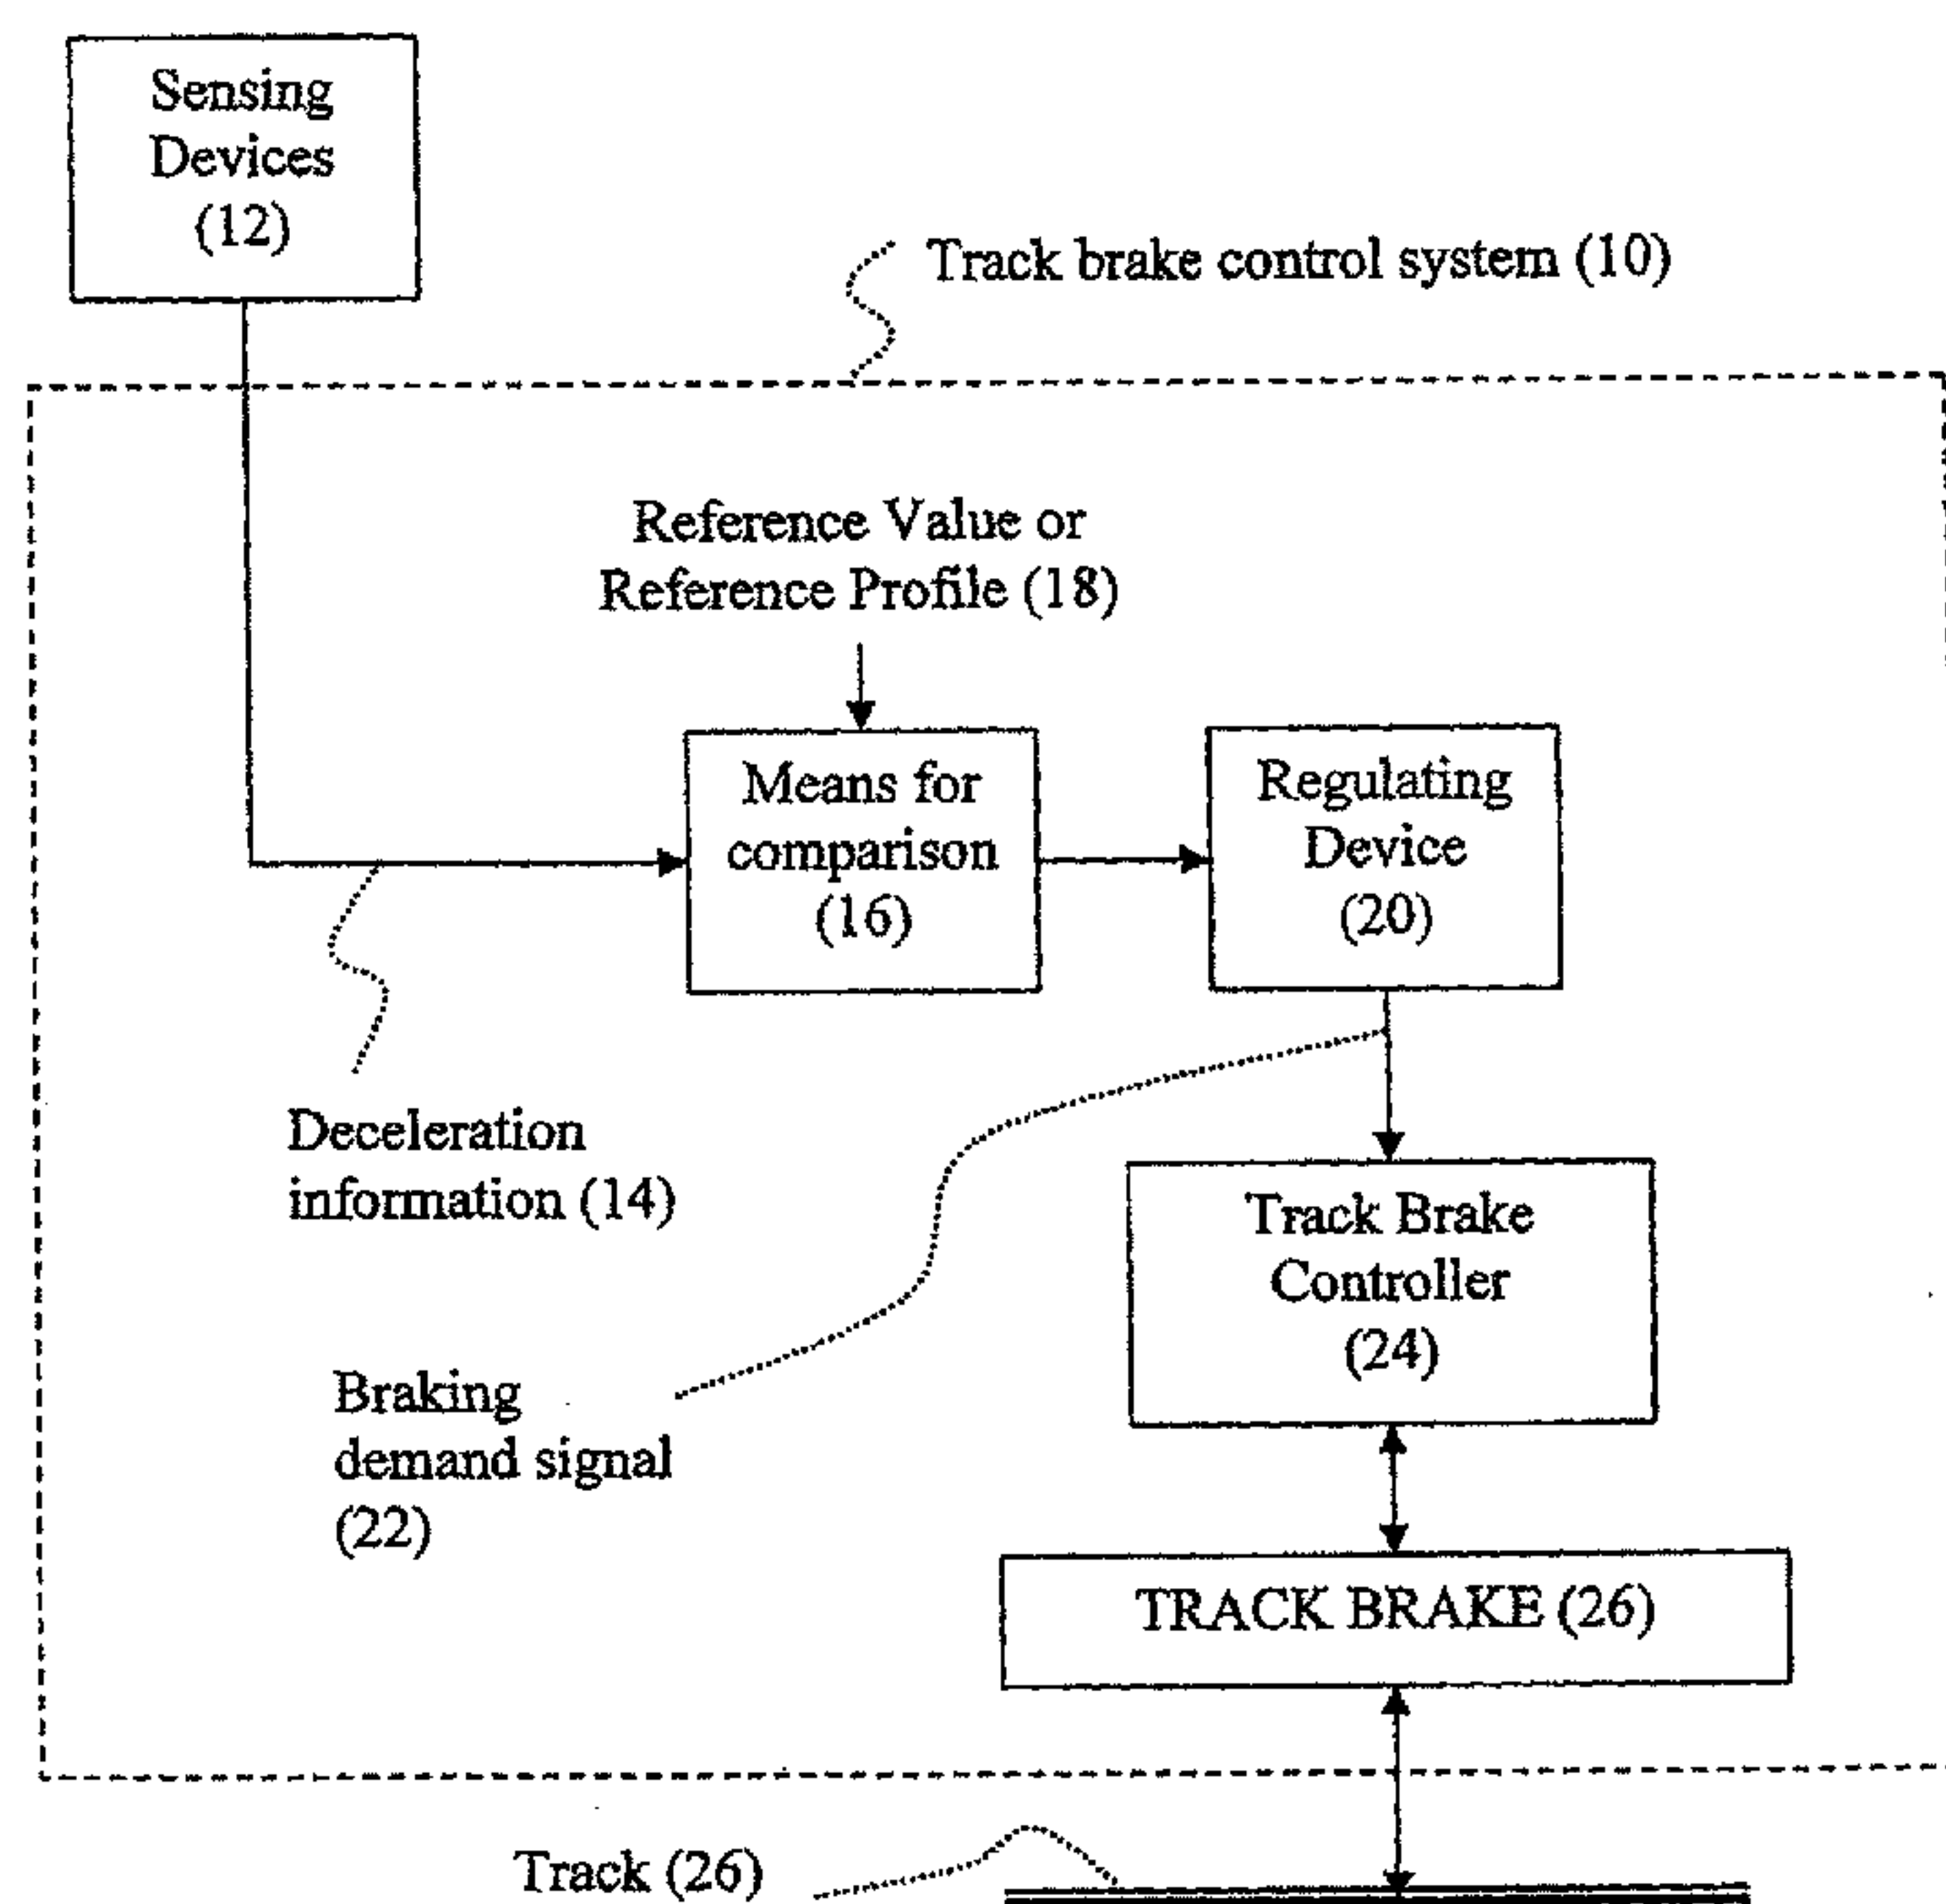 Sensing
Devices
(12)
Track brake control system (10)
Reference Value or
Reference Profile (18)
Means for
comparison
(16)
Regulating
Device
(20)
Deceleration
information (14)
Track Brake
Controller
(24)
Braking
demand signal
(22)
TRACK BRAKE (26)
Track (26)